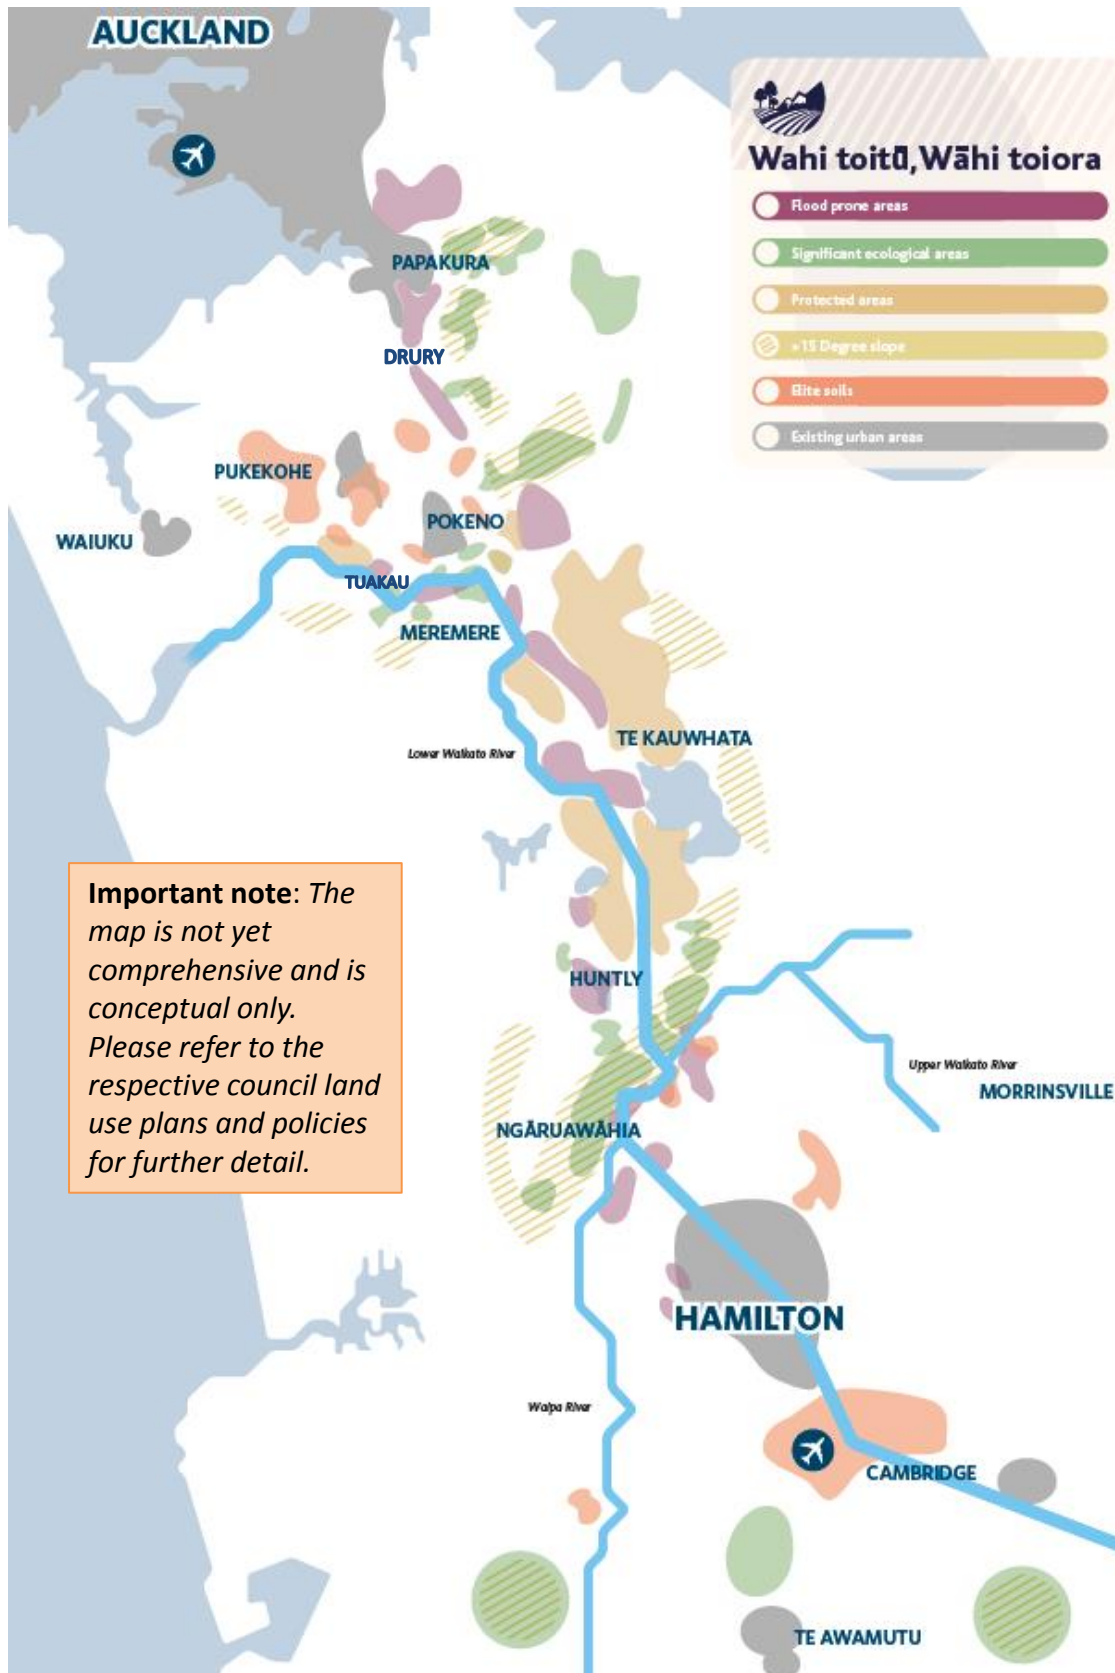 AUCKLAND
Wahi toitū, Wāhi toiora
Flood prone areas
Significant ecological areas
Protected areas
+15 Degree slope
Elite soils
Existing urban areas
PAPAKURA
DRURY
PUKEKOHE
POKENO
WAIUKU
TUAKAU
MEREMERE
TE KAUWHATA
Lower Waikato River
Important note: The
map is not yet
comprehensive and is
conceptual only.
Please refer to the
respective council land
use plans and policies
for further detail.
HUNTLY
Upper Waikato River
MORRINSVILLE
NGĀRUAWĀHIA
HAMILTON
Waipa River
CAMBRIDGE
TE AWAMUTU